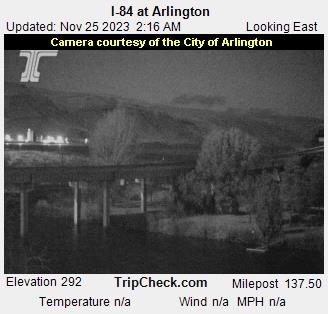 I-84 at Arlington
Updated: Nov 25 2023 2:16 AM Looking East
Camera courtesy of the City of Arlington
Elevation 292 TripCheck.com Milepost 137.50
Temperature n/a Wind n/a MPH n/a